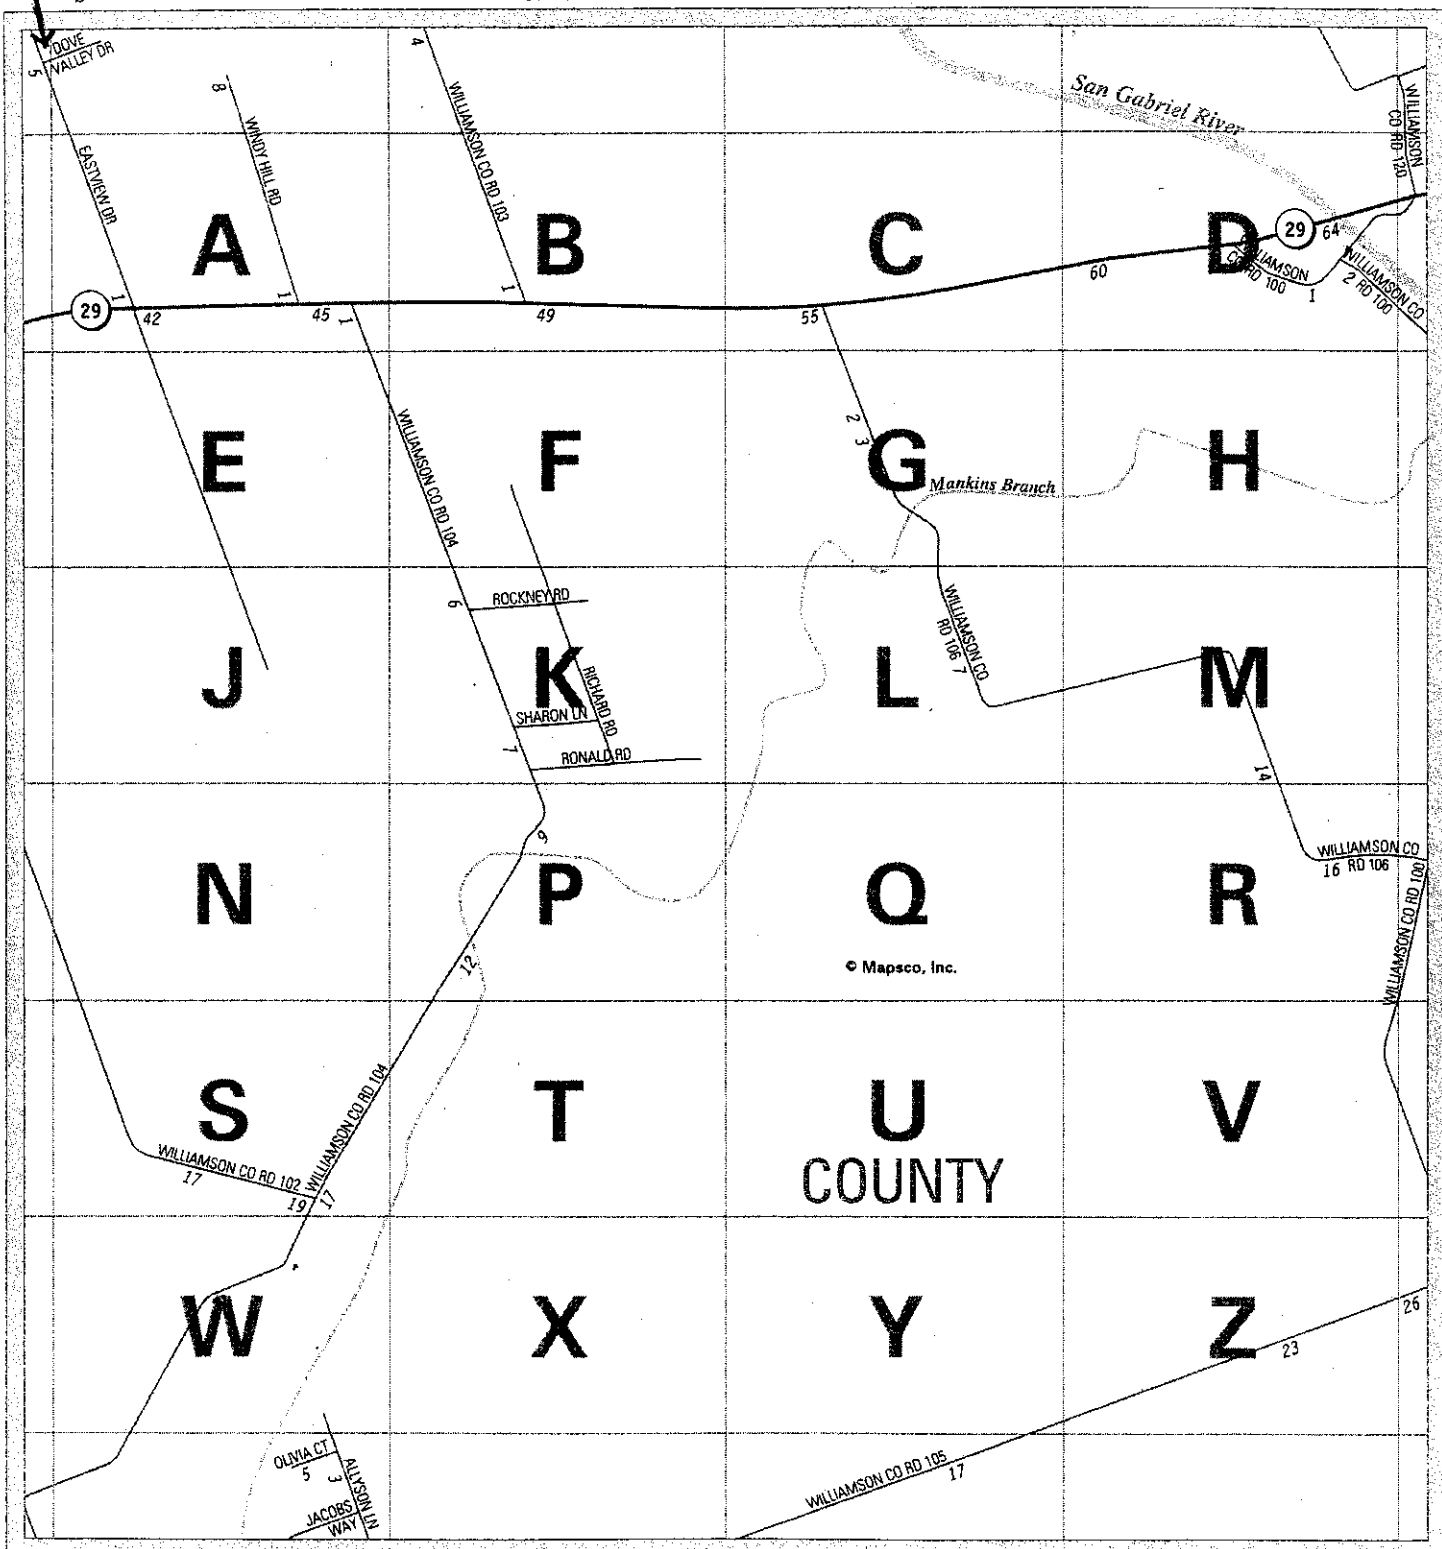 DOVE
VALLEY DR
5
EASTVIEW DR
1
8
WINDY HILL RD
1
4
WILLIAMSON CO RD 103
1
San Gabriel River
WILLIAMSON
CO RD 120
A
B
C
D
29
64
WILLIAMSON
CO RD 100
1
WILLIAMSON CO
2 RD 100
29
42
45
1
49
55
60
E
F
G
H
WILLIAMSON CO RD 104
2
3
Mankins Branch
6
ROCKNEY RD
WILLIAMSON CO
RD 106 7
J
K
L
M
RICHARD RD
SHARON LN
7
RONALD RD
14
9
WILLIAMSON CO
16 RD 106
N
P
Q
R
WILLIAMSON CO RD 100
12
© Mapsco, Inc.
S
T
U
V
WILLIAMSON CO RD 104
WILLIAMSON CO RD 102
17
19
17
COUNTY
W
X
Y
Z
26
23
OLIVIA CT
5
3
ALLYSON LN
JACOBS
WAY
WILLIAMSON CO RD 105
17